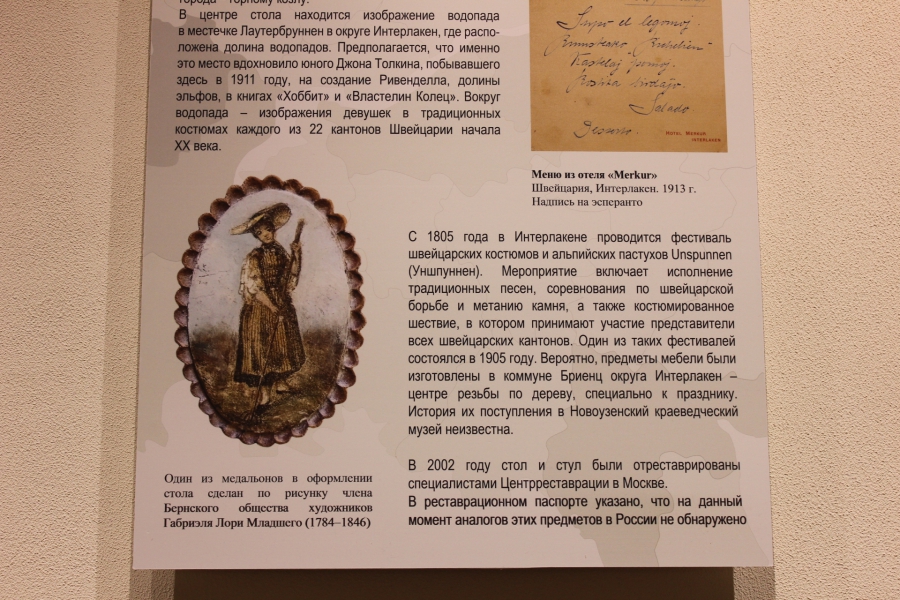 города – горному козлу.
В центре стола находится изображение водопада
в местечке Лаутербруннен в округе Интерлакен, где распо-
ложена долина водопадов. Предполагается, что именно
это место вдохновило юного Джона Толкина, побывавшего
здесь в 1911 году, на создание Ривенделла, долины
эльфов, в книгах «Хоббит» и «Властелин Колец». Вокруг
водопада – изображения девушек в традиционных
костюмах каждого из 22 кантонов Швейцарии начала
XX века.
Supo el legomoj.
Salado
HOTEL MERKUR
INTERLAKEN
Меню из отеля «Merkur»
Швейцария, Интерлакен. 1913 г.
Надпись на эсперанто
С 1805 года в Интерлакене проводится фестиваль
швейцарских костюмов и альпийских пастухов Unspunnen
(Уншпуннен). Мероприятие включает исполнение
традиционных песен, соревнования по швейцарской
борьбе и метанию камня, а также костюмированное
шествие, в котором принимают участие представители
всех швейцарских кантонов. Один из таких фестивалей
состоялся в 1905 году. Вероятно, предметы мебели были
изготовлены в коммуне Бриенц округа Интерлакен –
центре резьбы по дереву, специально к празднику.
История их поступления в Новоузенский краеведческий
музей неизвестна.
В 2002 году стол и стул были отреставрированы
специалистами Центрреставрации в Москве.
В реставрационном паспорте указано, что на данный
момент аналогов этих предметов в России не обнаружено
Один из медальонов в оформлении
стола сделан по рисунку члена
Бернского общества художников
Габриэля Лори Младшего (1784–1846)